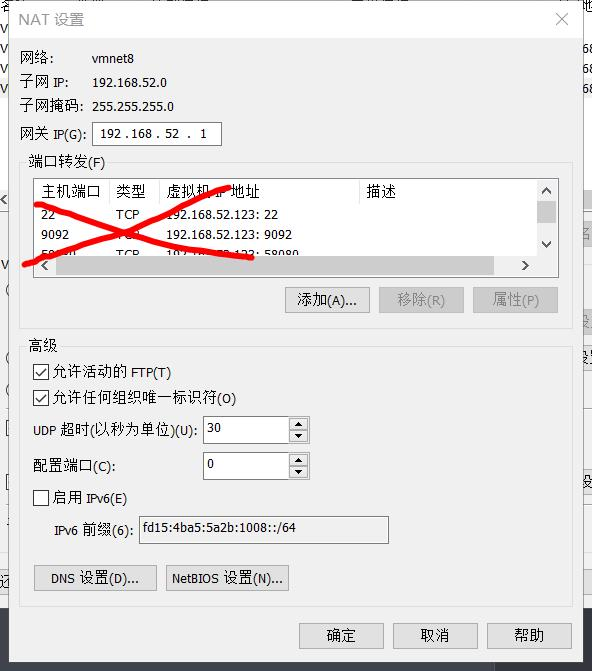 NAT 设置
网络: vmnet8
子网 IP: 192.168.52.0
子网掩码: 255.255.255.0
网关 IP(G): 192.168.52.1
端口转发(F)
主机端口 类型 虚拟机 IP 地址 描述
22 TCP 192.168.52.123: 22
9092 TCP 192.168.52.123: 9092
58080 TCP 192.168.52.123: 58080
添加(A)... 移除(R) 属性(P)
高级
允许活动的 FTP(T)
允许任何组织唯一标识符(O)
UDP 超时(以秒为单位)(U): 30
配置端口(C): 0
启用 IPv6(E)
IPv6 前缀(6): fd15:4ba5:5a2b:1008::/64
DNS 设置(D)... NetBIOS 设置(N)...
确定 取消 帮助